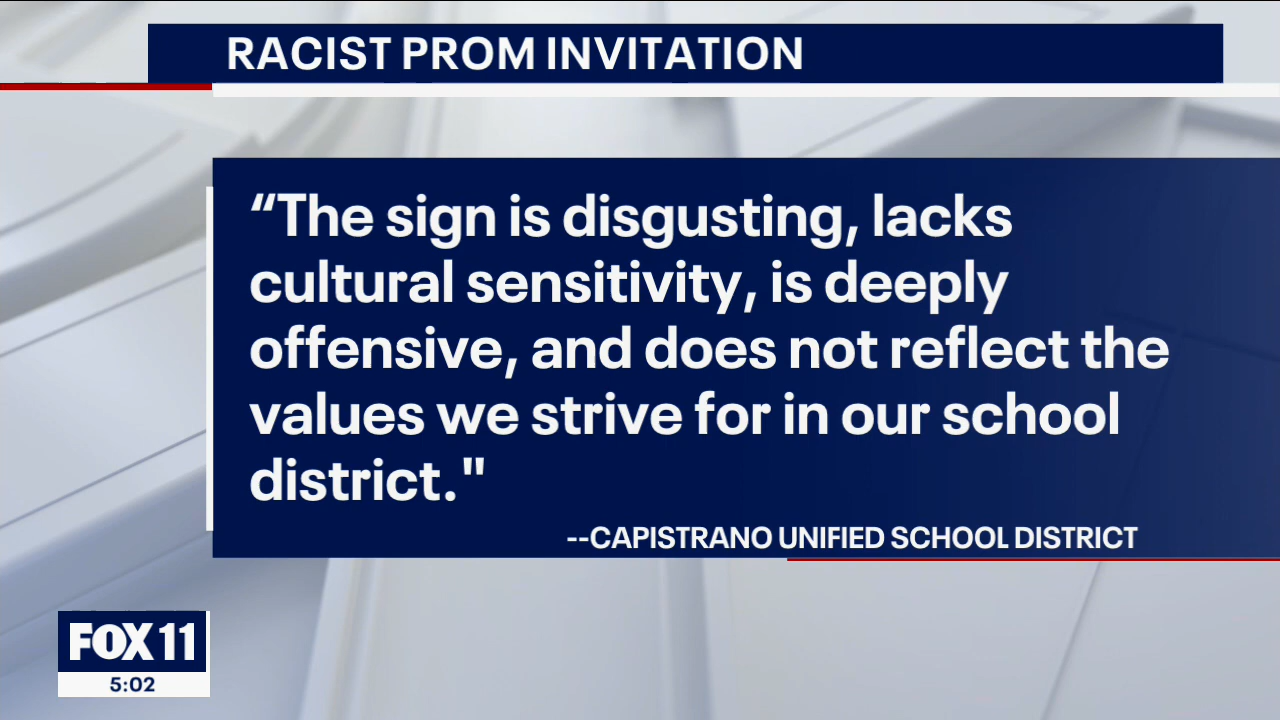 RACIST PROM INVITATION
“The sign is disgusting, lacks
cultural sensitivity, is deeply
offensive, and does not reflect the
values we strive for in our school
district."
--CAPISTRANO UNIFIED SCHOOL DISTRICT
FOX 11
5:02